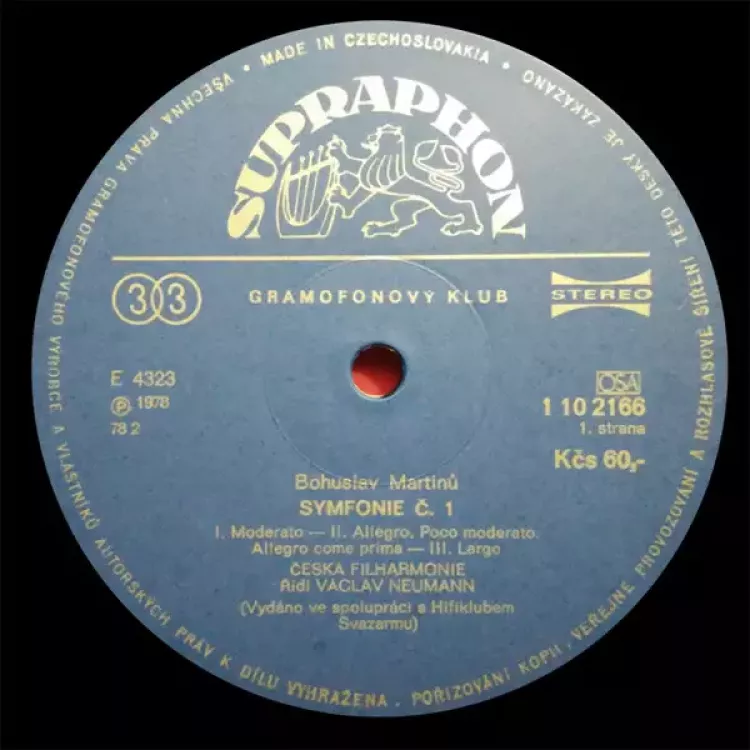 MADE IN CZECHOSLOVAKIA • VŠECHNA PRÁVA GRAMOFONOVÉHO VÝROBCE A VLASTNÍKŮ AUTORSKÝCH PRÁV K DÍLU VYHRAŽENA. POŘIZOVÁNÍ KOPIÍ, VEŘEJNÉ PROVOZOVÁNÍ A ROZHLASOVÉ ŠÍŘENÍ TÉTO DESKY JE ZAKÁZÁNO •
SUPRAPHON
33
GRAMOFONOVÝ KLUB
STEREO
E 4323
Ⓟ 1978
78 2
OSA
1 10 2166
1. strana
Kčs 60,-
Bohuslav Martinů
SYMFONIE Č. 1
I. Moderato — II. Allegro. Poco moderato.
Allegro come prima — III. Largo
ČESKÁ FILHARMONIE
Řídí VÁCLAV NEUMANN
(Vydáno ve spolupráci s Hifiklubem
Svazarmu)